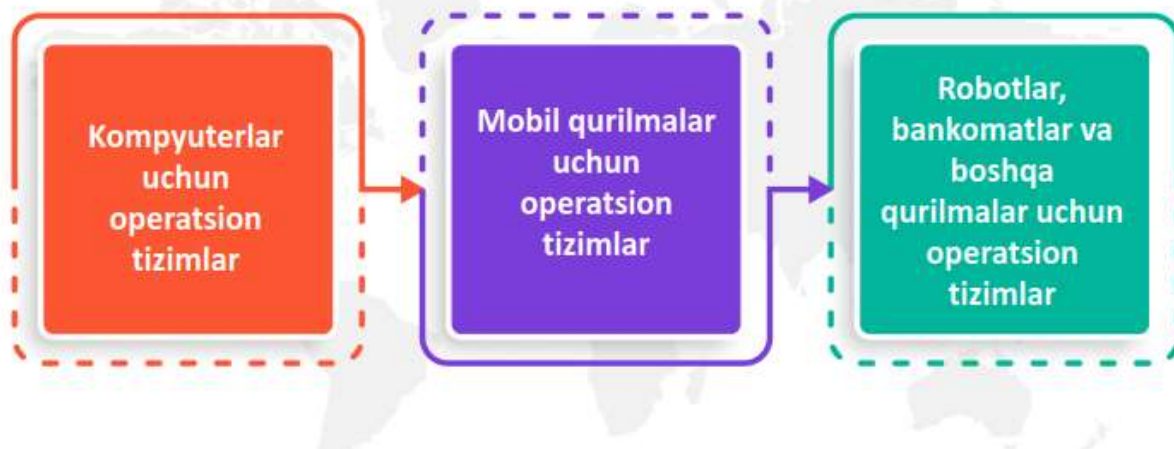 Kompyuterlar
uchun
operatsion
tizimlar
Mobil qurilmalar
uchun
operatsion
tizimlar
Robotlar,
bankomatlar va
boshqa
qurilmalar uchun
operatsion
tizimlar